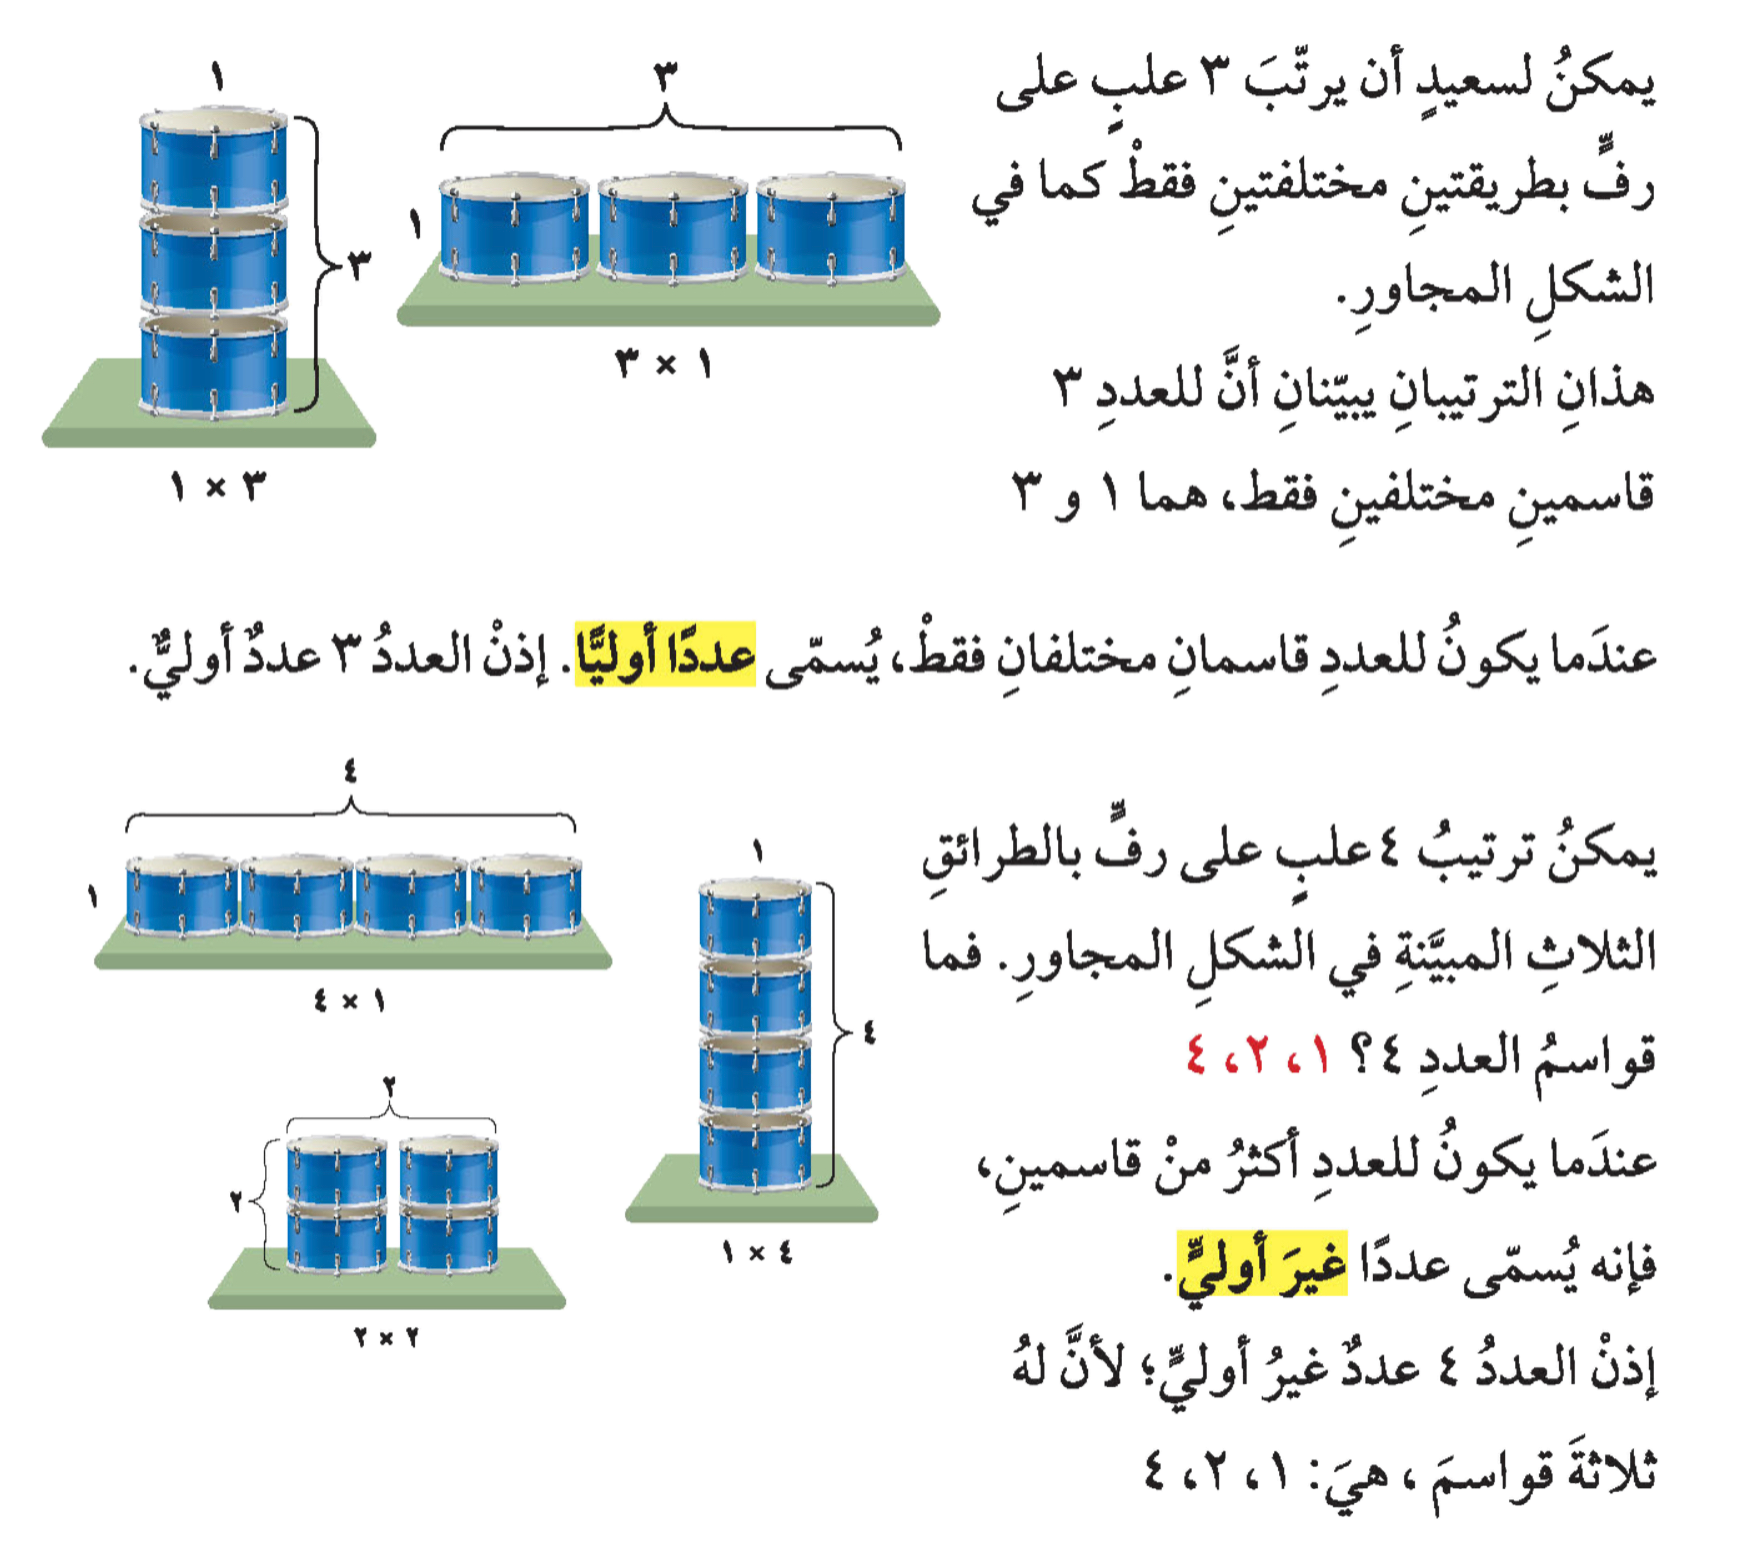 يمكنُ لسعيدٍ أن يرتّبَ ٣ علبٍ على
رفٍّ بطريقتينِ مختلفتينِ فقطْ كما في
الشكلِ المجاورِ.
هذانِ الترتيبانِ يبيّنانِ أنَّ للعددِ ٣
قاسمينِ مختلفينِ فقط، هما ١ و ٣
٣
١
١ × ٣
١
٣
٣ × ١
عندَما يكونُ للعددِ قاسمانِ مختلفانِ فقطْ، يُسمّى عددًا أوليًّا. إذنْ العددُ ٣ عددٌ أوليٌّ.
يمكنُ ترتيبُ ٤ علبٍ على رفٍّ بالطرائقِ
الثلاثِ المبيَّنةِ في الشكلِ المجاورِ. فما
قواسمُ العددِ ٤؟ ١، ٢، ٤
عندَما يكونُ للعددِ أكثرُ منْ قاسمينِ،
فإنه يُسمّى عددًا غيرَ أوليٍّ.
إذنْ العددُ ٤ عددٌ غيرُ أوليٍّ؛ لأنَّ لهُ
ثلاثةَ قواسمَ ، هيَ: ١، ٢، ٤
١
٤
٤ × ١
٤
١
١ × ٤
٢
٢
٢ × ٢